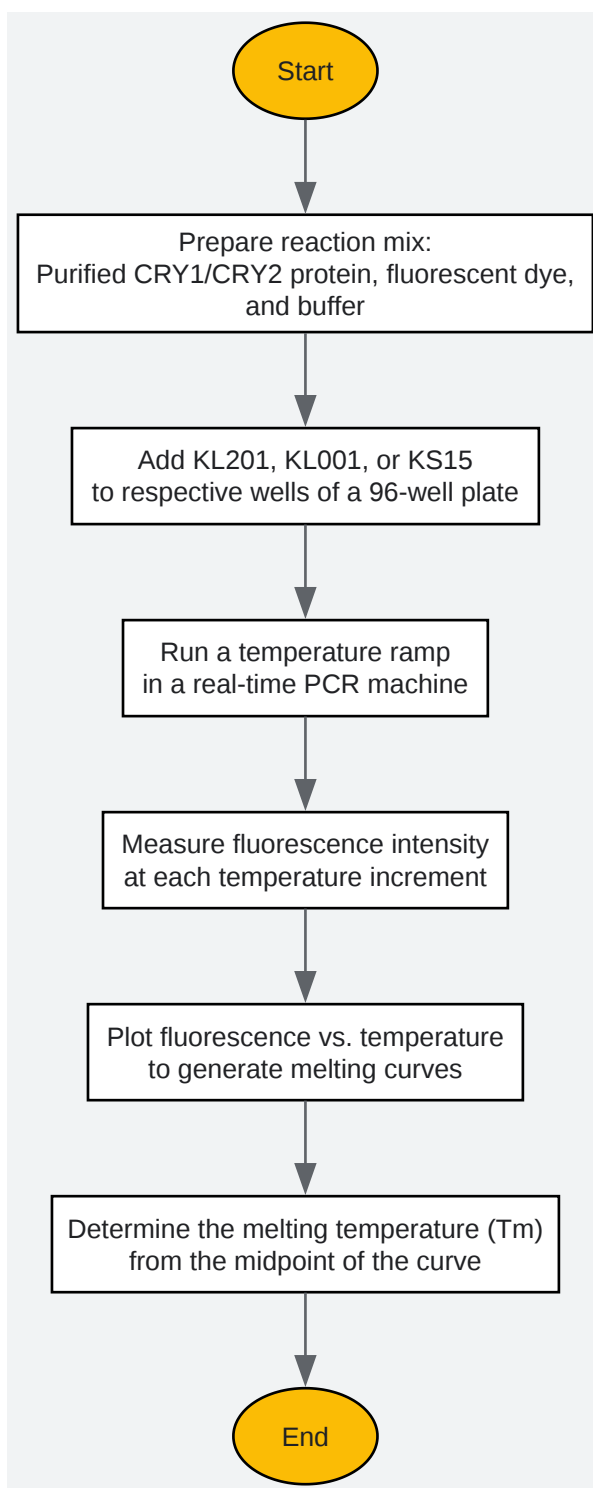 Start
Prepare reaction mix:
Purified CRY1/CRY2 protein, fluorescent dye,
and buffer
Add KL201, KL001, or KS15
to respective wells of a 96-well plate
Run a temperature ramp
in a real-time PCR machine
Measure fluorescence intensity
at each temperature increment
Plot fluorescence vs. temperature
to generate melting curves
Determine the melting temperature (Tm)
from the midpoint of the curve
End